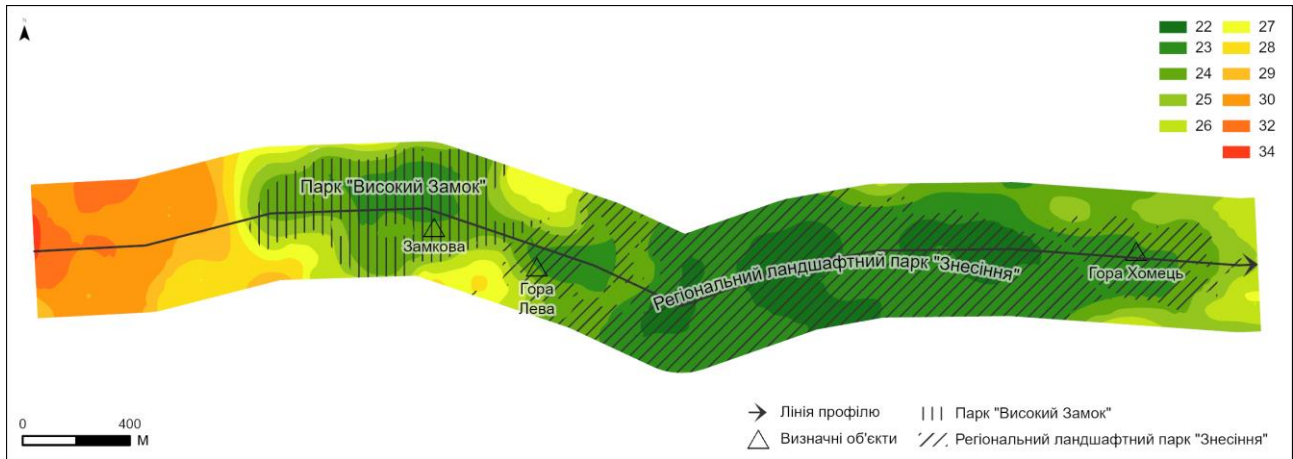 22 27
23 28
24 29
25 30
26 32
34
Парк "Високий Замок"
Замкова
Гора
Лева
Регіональний ландшафтний парк "Знесіння"
Гора Хомець
0 400
М
Лінія профілю
Парк "Високий Замок"
Визначні об'єкти
Регіональний ландшафтний парк "Знесіння"